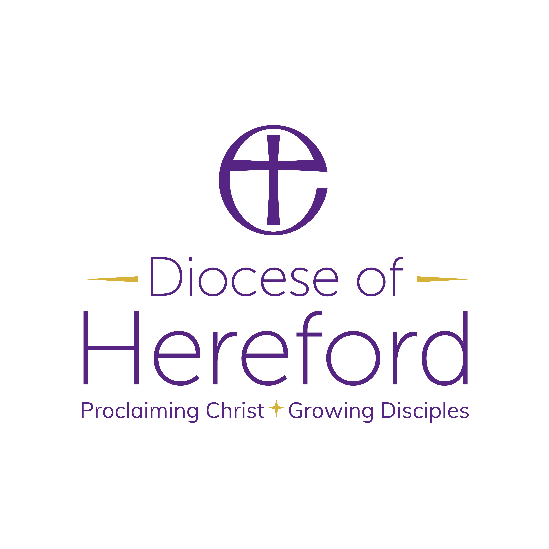 Diocese of
Hereford
Proclaiming Christ Growing Disciples